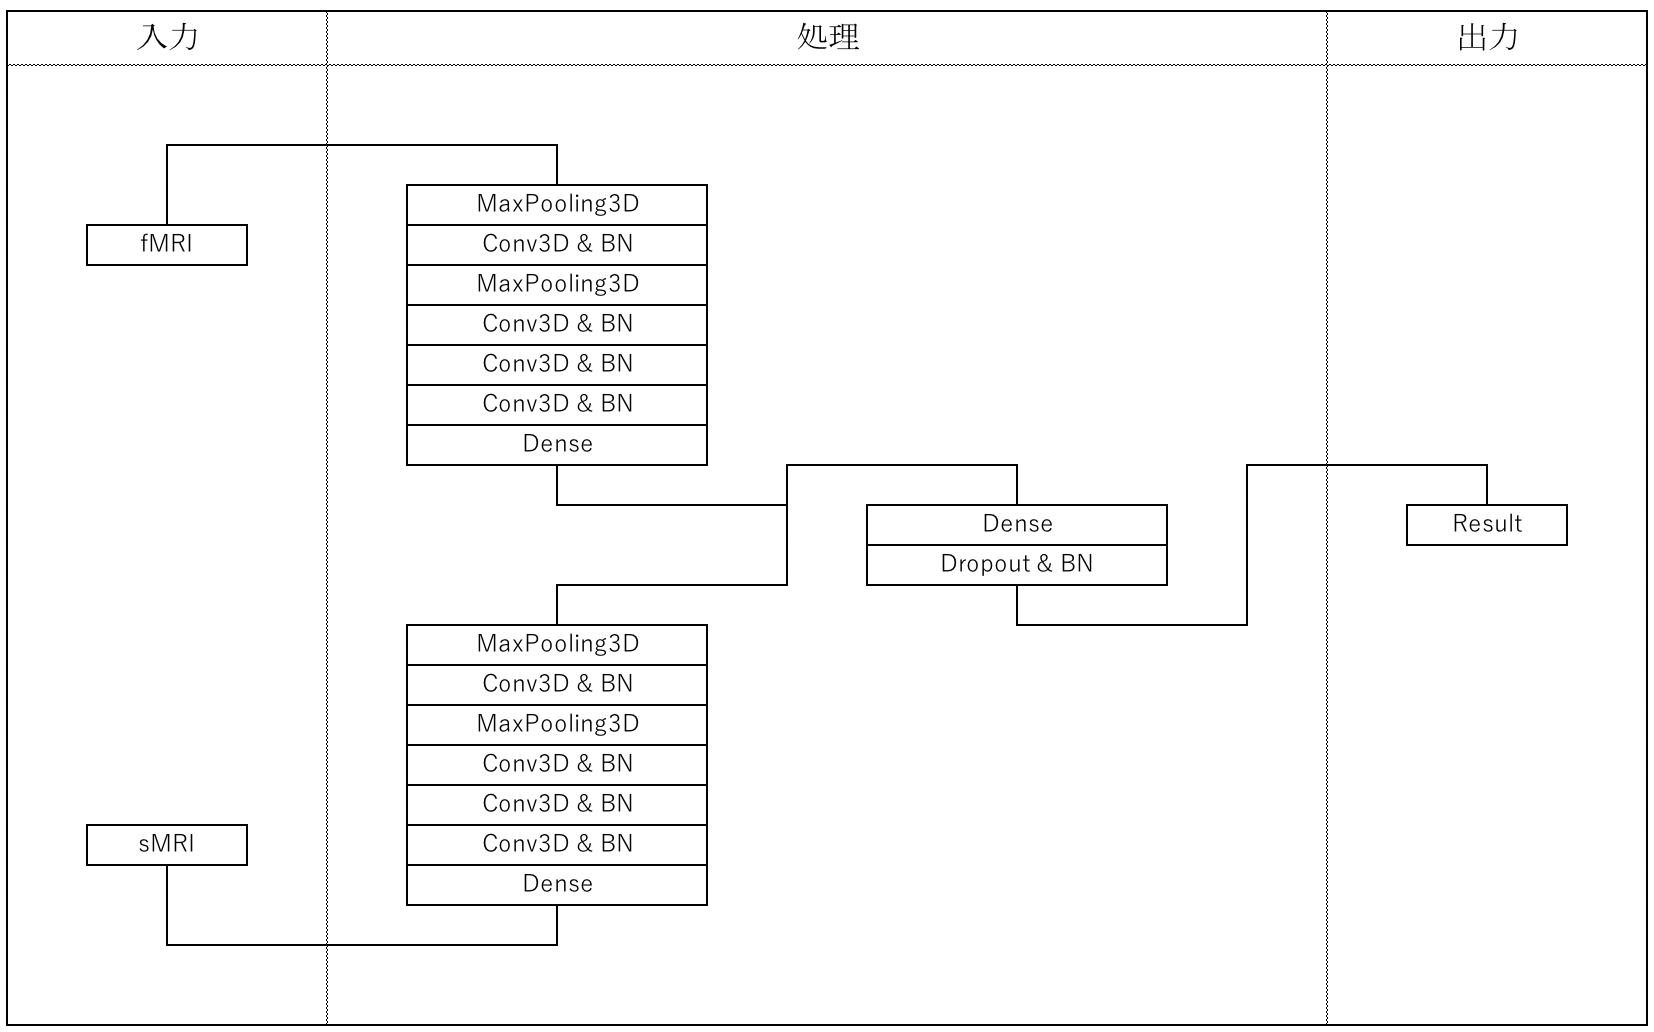 入力
処理
出力
fMRI
MaxPooling3D
Conv3D & BN
MaxPooling3D
Conv3D & BN
Conv3D & BN
Conv3D & BN
Dense
Dense
Dropout & BN
Result
sMRI
MaxPooling3D
Conv3D & BN
MaxPooling3D
Conv3D & BN
Conv3D & BN
Conv3D & BN
Dense